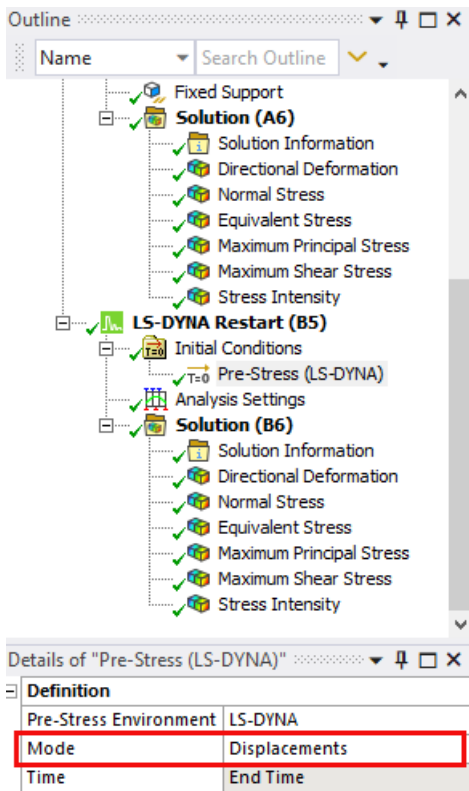 Outline
Name Search Outline
Fixed Support
Solution (A6)
Solution Information
Directional Deformation
Normal Stress
Equivalent Stress
Maximum Principal Stress
Maximum Shear Stress
Stress Intensity
LS-DYNA Restart (B5)
T=0 Initial Conditions
T=0 Pre-Stress (LS-DYNA)
Analysis Settings
Solution (B6)
Solution Information
Directional Deformation
Normal Stress
Equivalent Stress
Maximum Principal Stress
Maximum Shear Stress
Stress Intensity
Details of "Pre-Stress (LS-DYNA)"
Definition
Pre-Stress Environment LS-DYNA
Mode Displacements
Time End Time